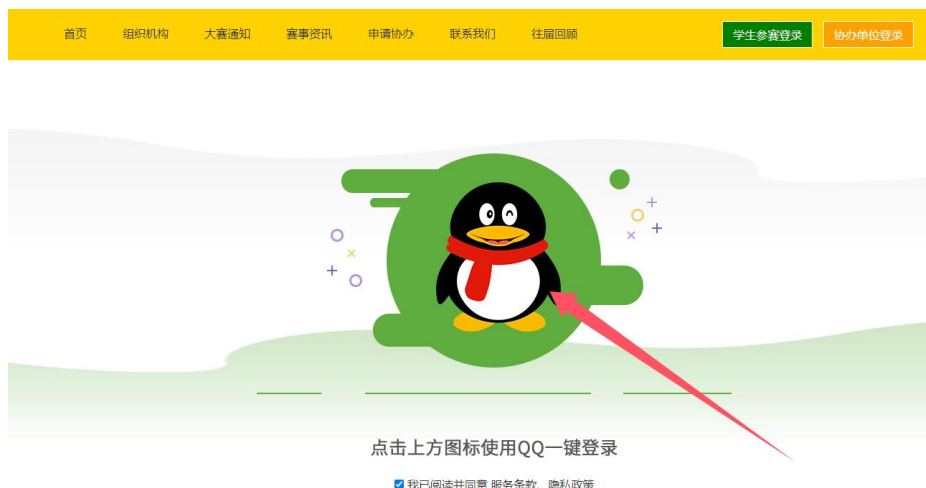 首页 组织机构 大赛通知 赛事资讯 申请协办 联系我们 往届回顾 学生参赛登录 协办单位登录
点击上方图标使用QQ一键登录
我已阅读并同意 服务条款、隐私政策